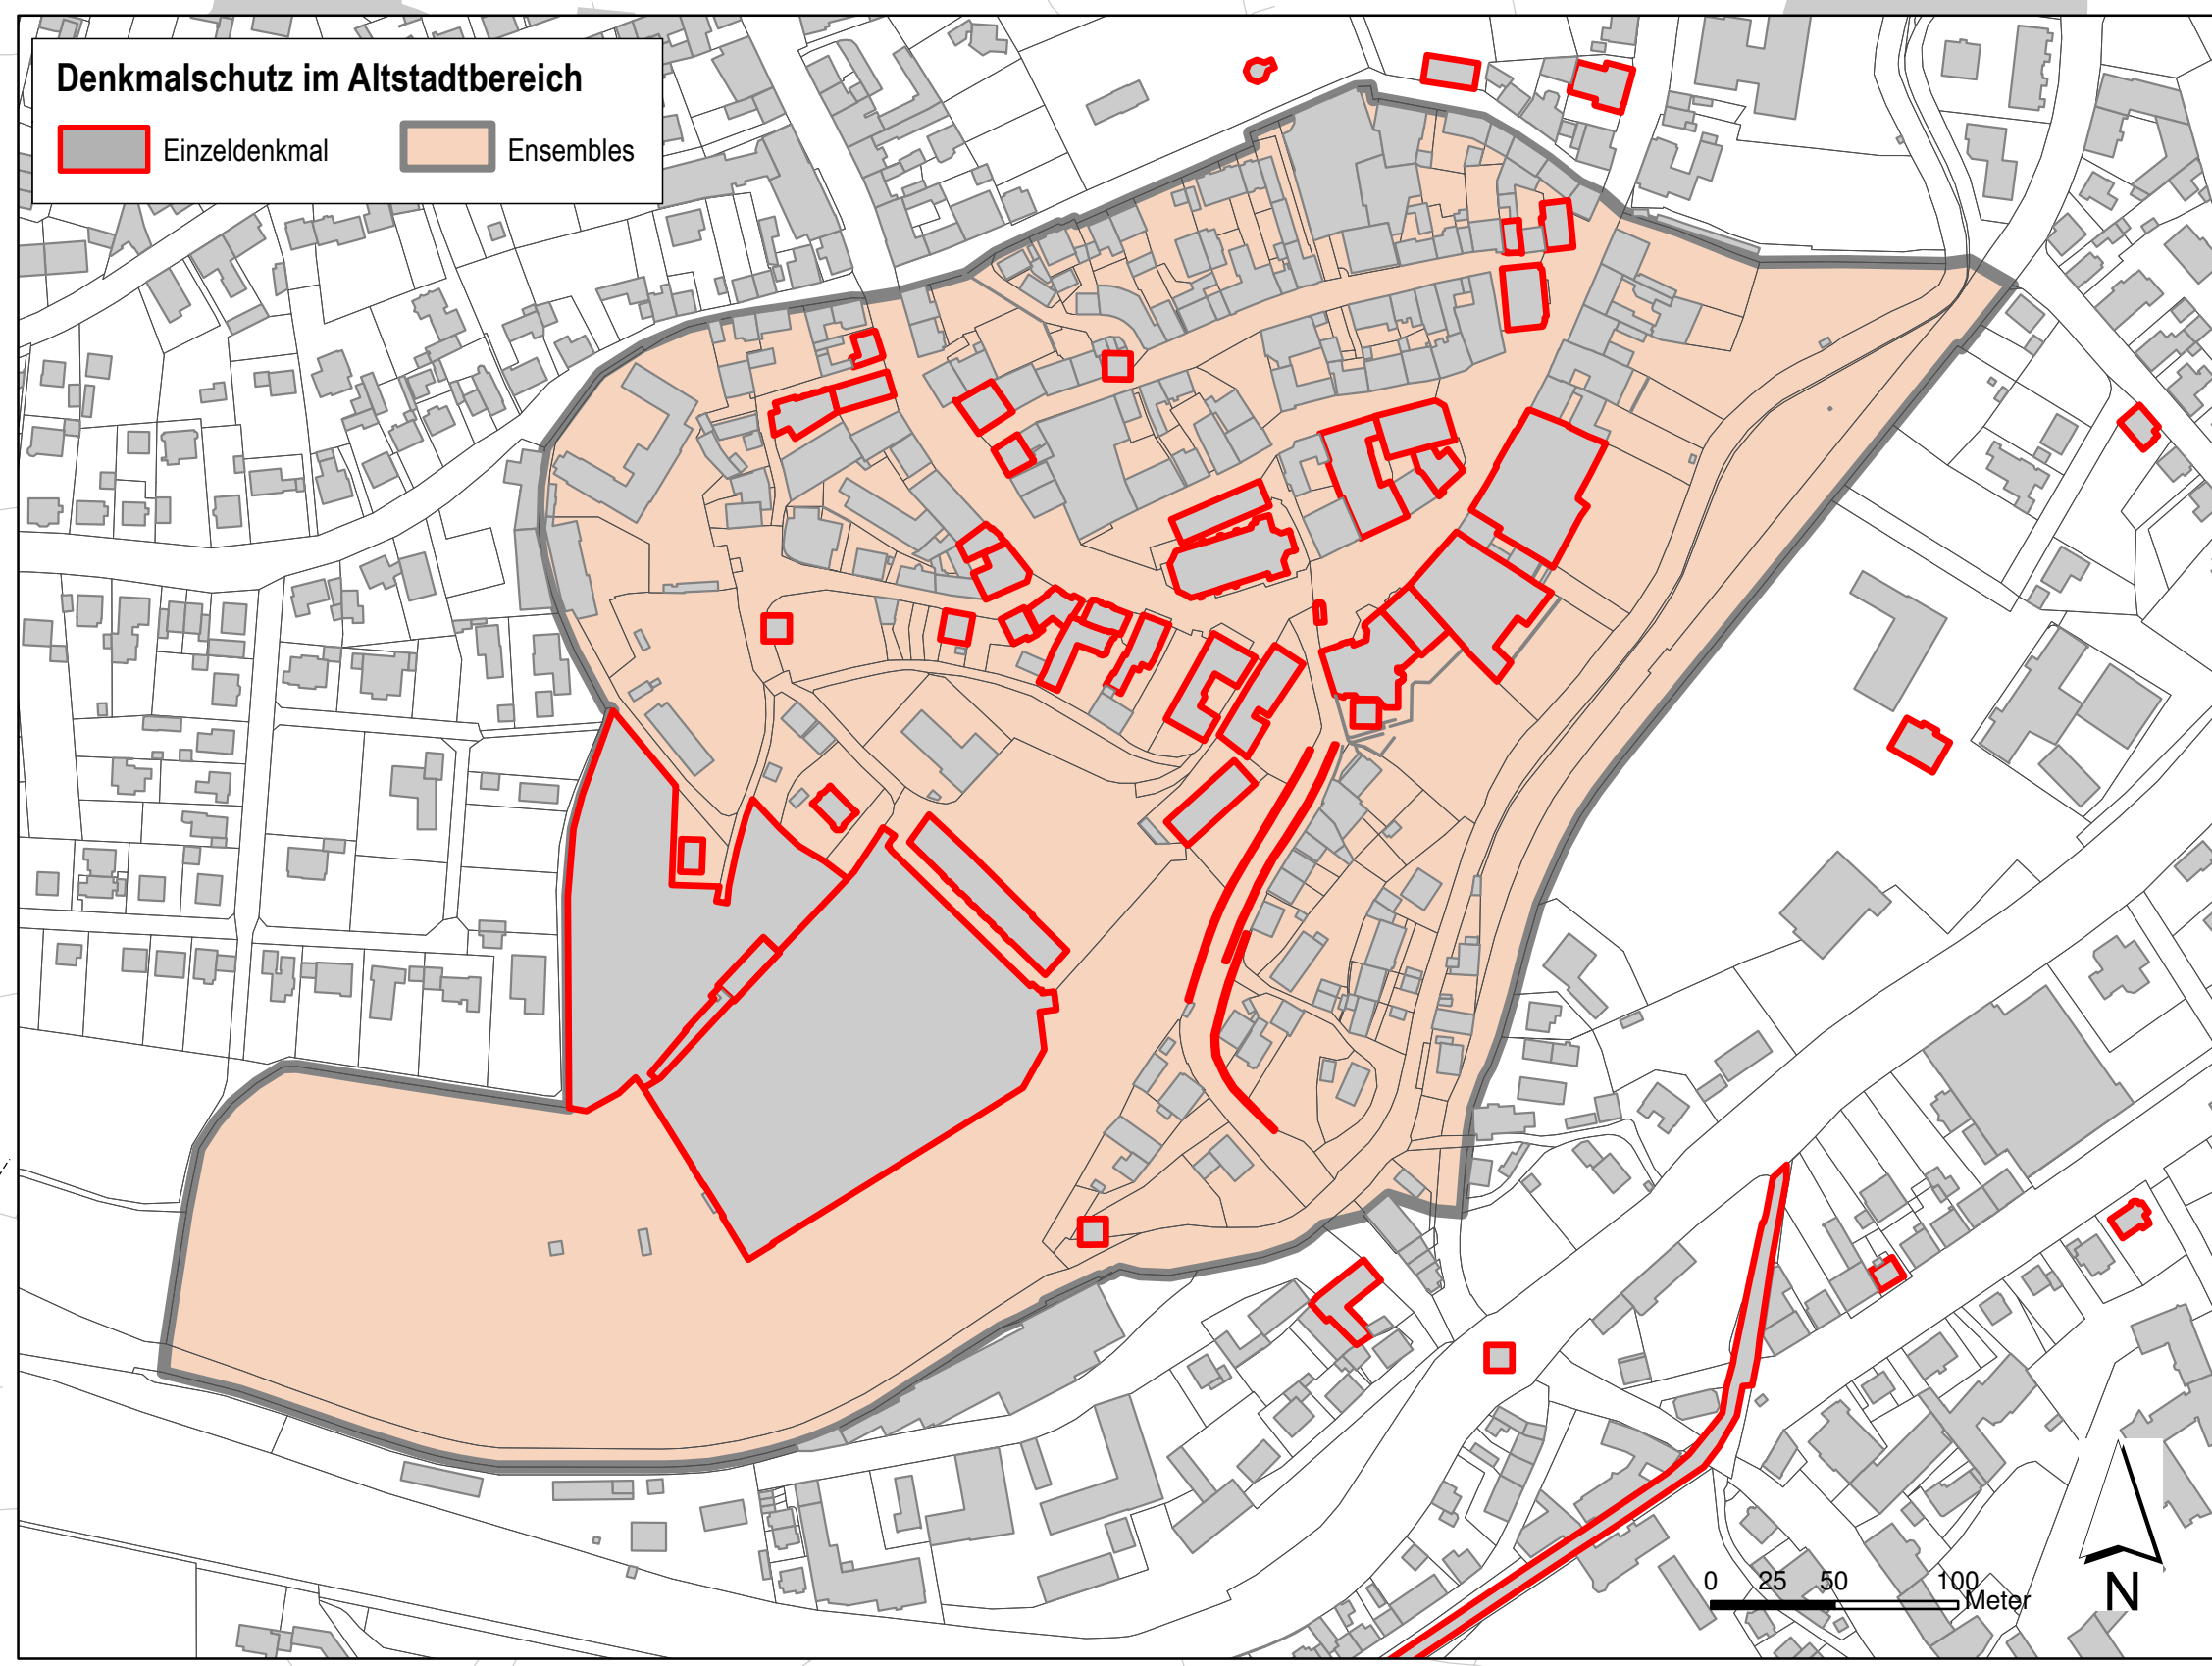 Denkmalschutz im Altstadtbereich
Einzeldenkmal
Ensembles
0 25 50 100
Meter
N